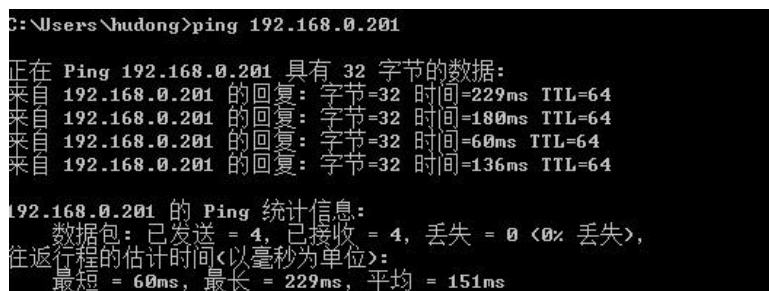 C:\Users\hudong>ping 192.168.0.201
正在 Ping 192.168.0.201 具有 32 字节的数据:
来自 192.168.0.201 的回复: 字节=32 时间=229ms TTL=64
来自 192.168.0.201 的回复: 字节=32 时间=180ms TTL=64
来自 192.168.0.201 的回复: 字节=32 时间=60ms TTL=64
来自 192.168.0.201 的回复: 字节=32 时间=136ms TTL=64
192.168.0.201 的 Ping 统计信息:
数据包: 已发送 = 4, 已接收 = 4, 丢失 = 0 (0% 丢失),
往返行程的估计时间(以毫秒为单位):
最短 = 60ms, 最长 = 229ms, 平均 = 151ms